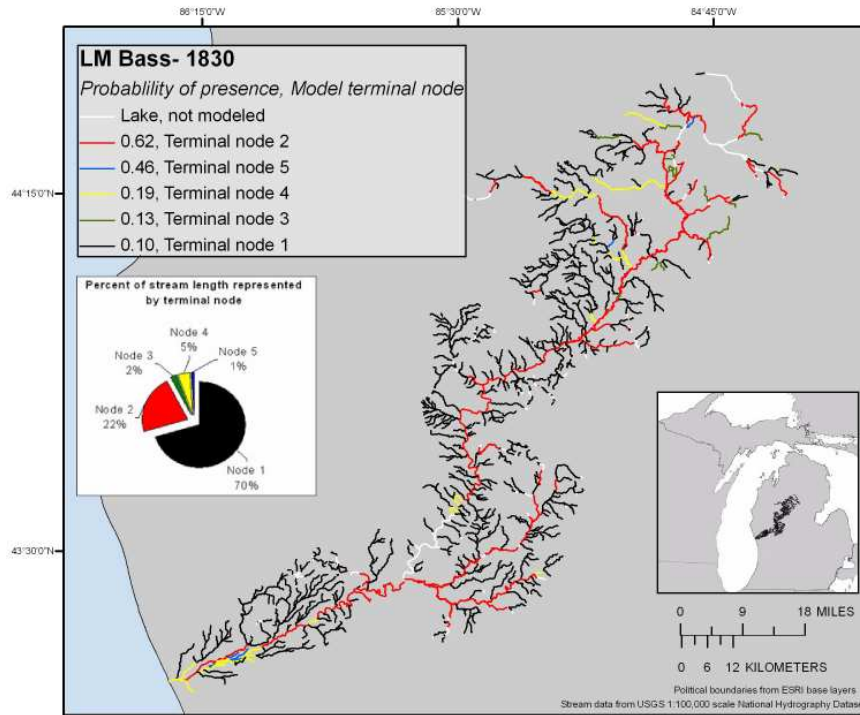 86°15'0"W
85°30'0"W
84°45'0"W
LM Bass- 1830
Probablility of presence, Model terminal node
Lake, not modeled
0.62, Terminal node 2
0.46, Terminal node 5
0.19, Terminal node 4
0.13, Terminal node 3
0.10, Terminal node 1
44°15'0"N
Percent of stream length represented
by terminal node
Node 4
5%
Node 5
1%
Node 3
2%
Node 2
22%
Node 1
70%
43°30'0"N
0 9 18 MILES
0 6 12 KILOMETERS
Political boundaries from ESRI base layers
Stream data from USGS 1:100,000 scale National Hydrography Datase